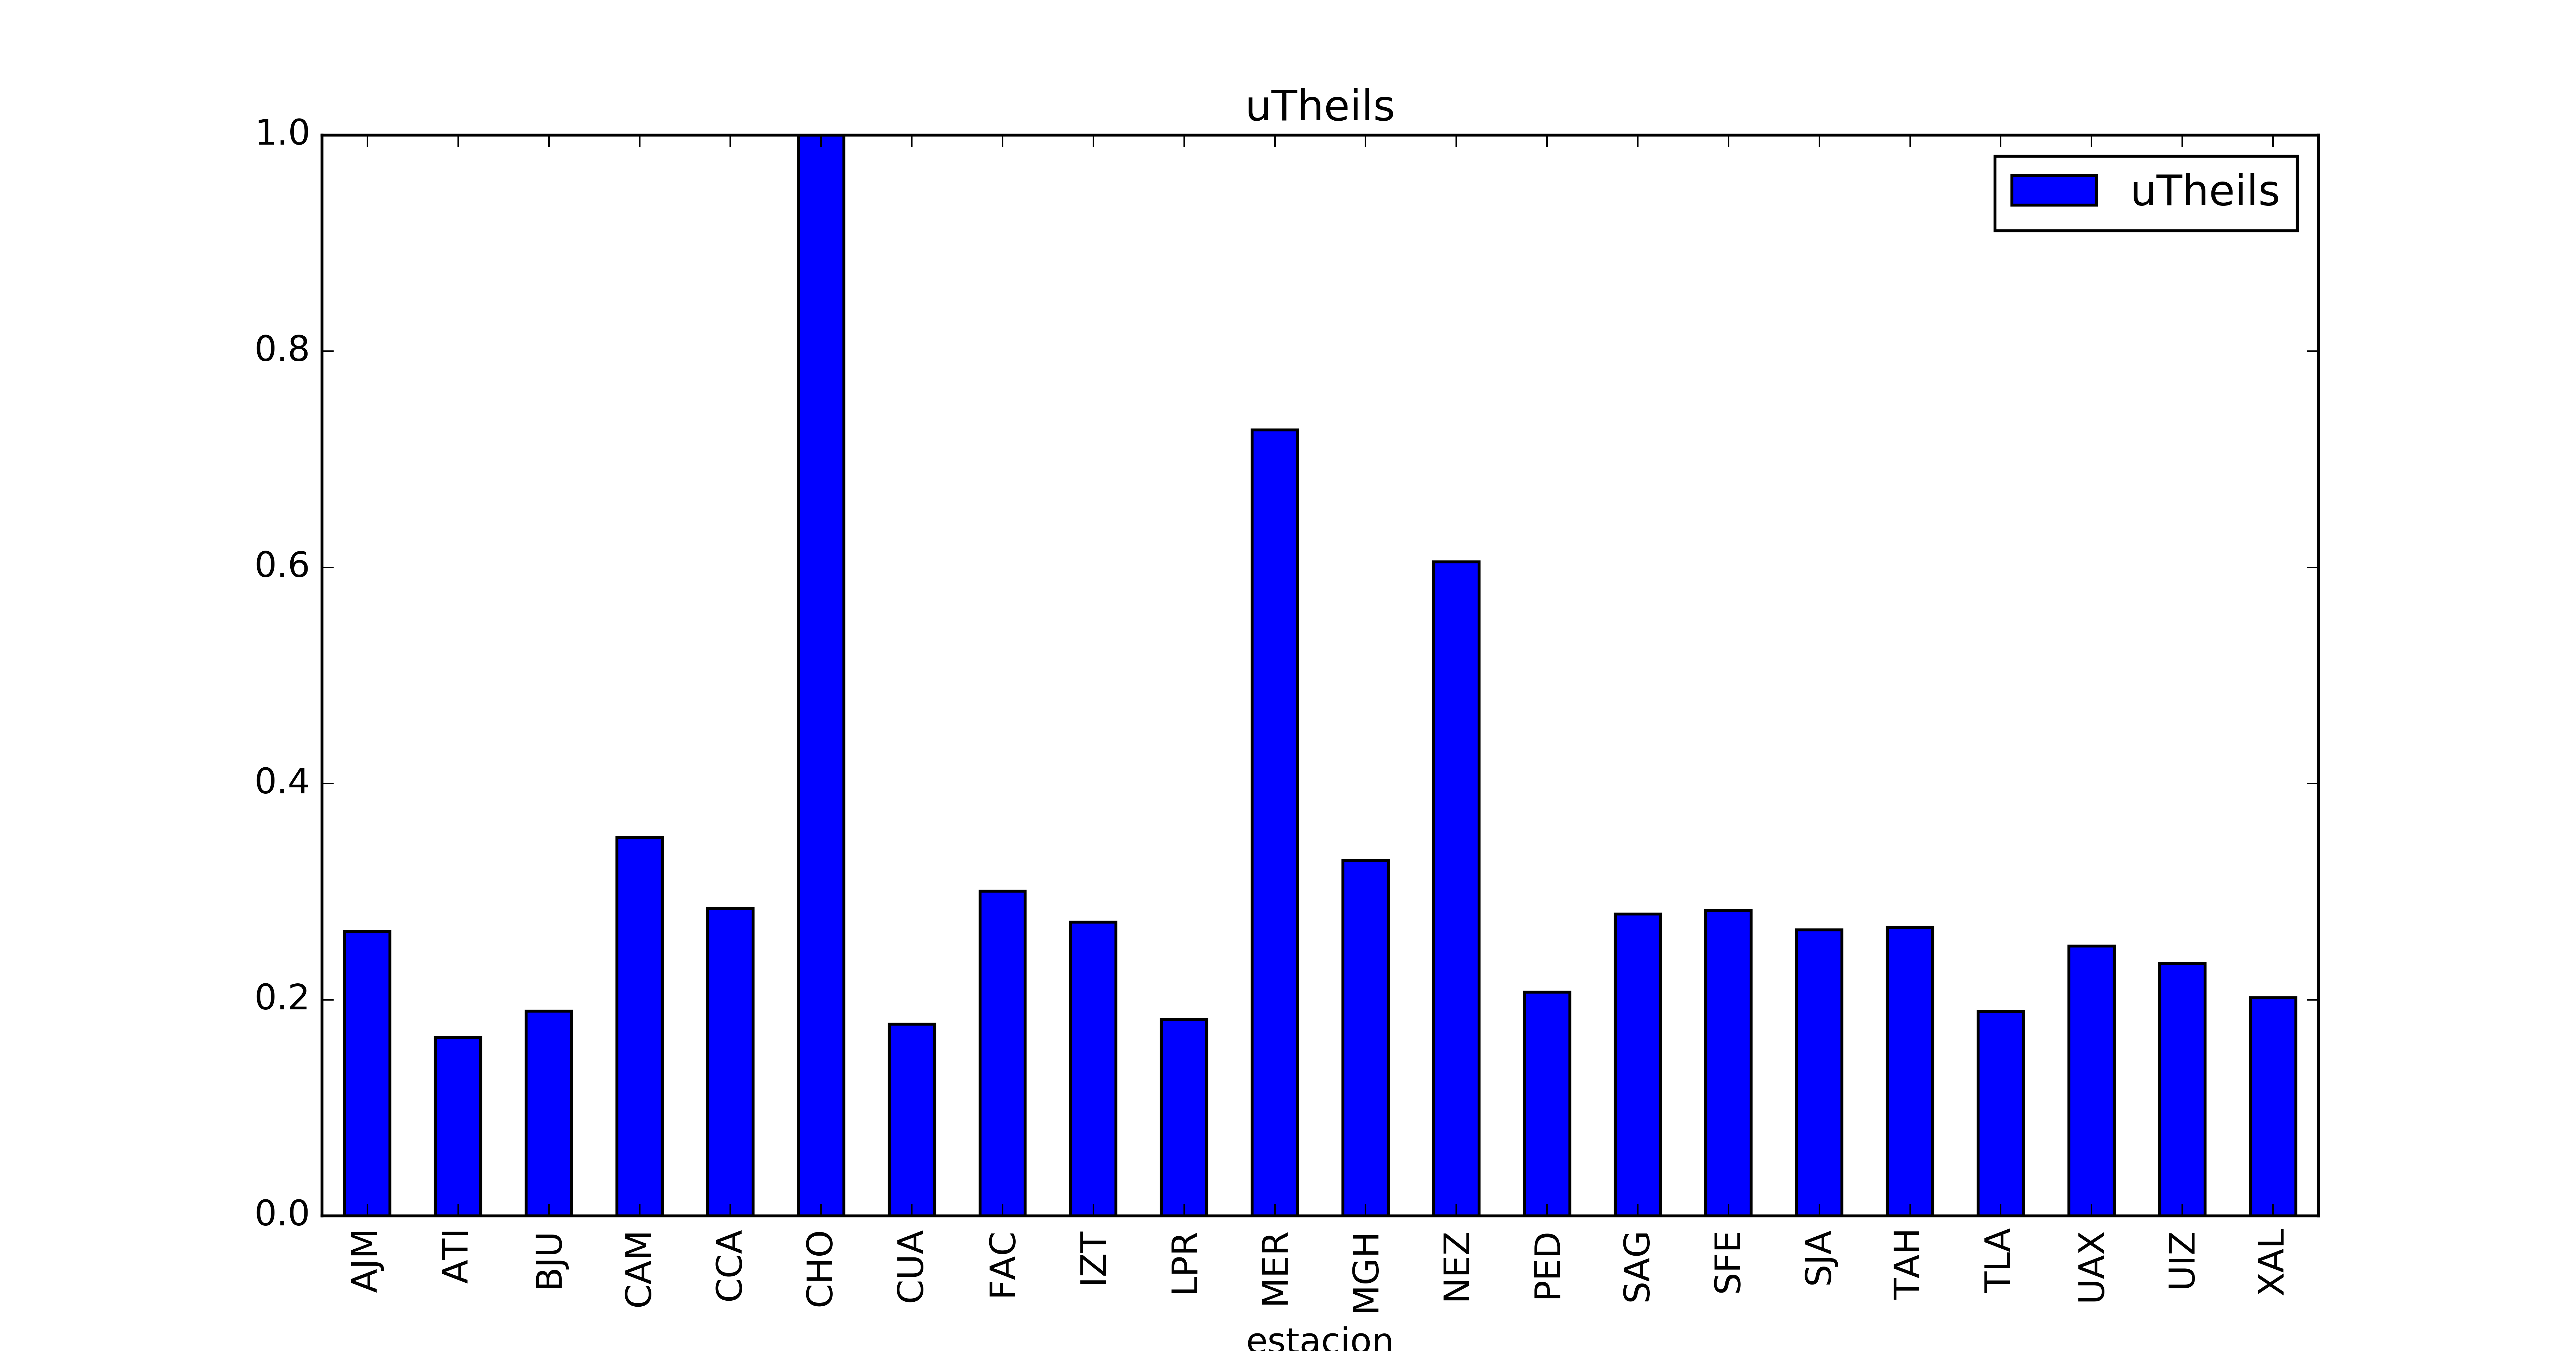 uTheils
uTheils
1.0
0.8
0.6
0.4
0.2
0.0
AJM
ATI
BJU
CAM
CCA
CHO
CUA
FAC
IZT
LPR
MER
MGH
NEZ
PED
SAG
SFE
SJA
TAH
TLA
UAX
UIZ
XAL
estacion